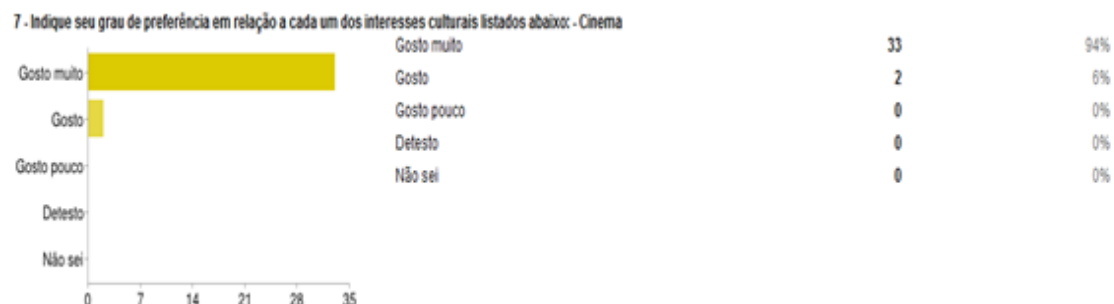 7 - Indique seu grau de preferência em relação a cada um dos interesses culturais listados abaixo: - Cinema
Gosto muito
Gosto
Gosto pouco
Detesto
Não sei
0 7 14 21 28 35
Gosto muito 33 94%
Gosto 2 6%
Gosto pouco 0 0%
Detesto 0 0%
Não sei 0 0%